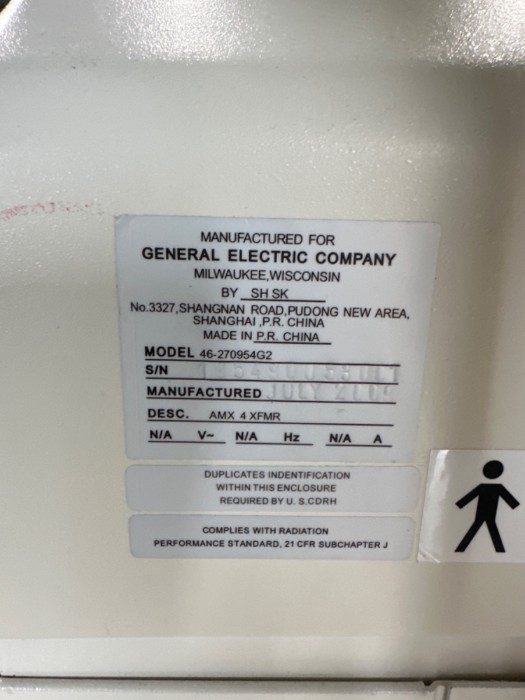 MANUFACTURED FOR
GENERAL ELECTRIC COMPANY
MILWAUKEE,WISCONSIN
BY SH SK
No.3327,SHANGNAN ROAD,PUDONG NEW AREA,
SHANGHAI ,P.R. CHINA
MADE IN P.R. CHINA
MODEL 46-270954G2
S/N
MANUFACTURED JULY
DESC. AMX 4 XFMR
N/A V~ N/A Hz N/A A
DUPLICATES INDENTIFICATION
WITHIN THIS ENCLOSURE
REQUIRED BY U. S.CDRH
COMPLIES WITH RADIATION
PERFORMANCE STANDARD, 21 CFR SUBCHAPTER J